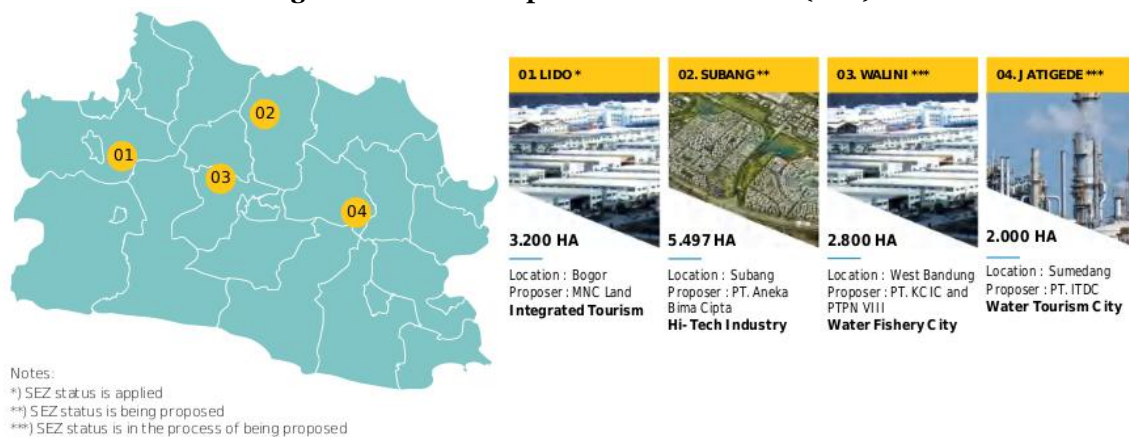 01
02
03
04
01. LIDO *
3.200 HA
Location : Bogor
Proposer : MNC Land
Integrated Tourism
02. SUBANG **
5.497 HA
Location : Subang
Proposer : PT. Aneka
Bima Cipta
Hi-Tech Industry
03. WALINI ***
2.800 HA
Location : West Bandung
Proposer : PT. KCIC and
PTPN VIII
Water Fishery City
04. JATIGEDE ***
2.000 HA
Location : Sumedang
Proposer : PT. ITDC
Water Tourism City
Notes:
*) SEZ status is applied
**) SEZ status is being proposed
***) SEZ status is in the process of being proposed